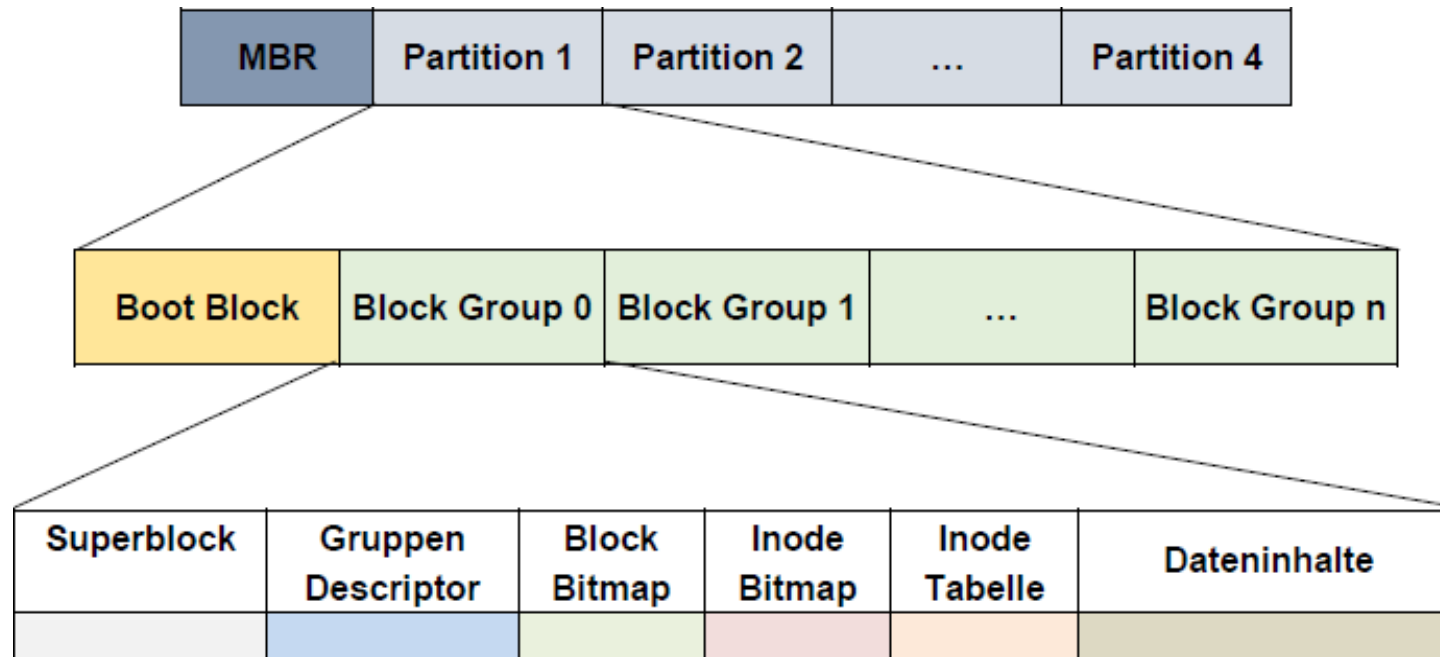 MBR Partition 1 Partition 2 ... Partition 4
Boot Block Block Group 0 Block Group 1 ... Block Group n
Superblock Gruppen Block Inode Inode Dateninhalte
Descriptor Bitmap Bitmap Tabelle